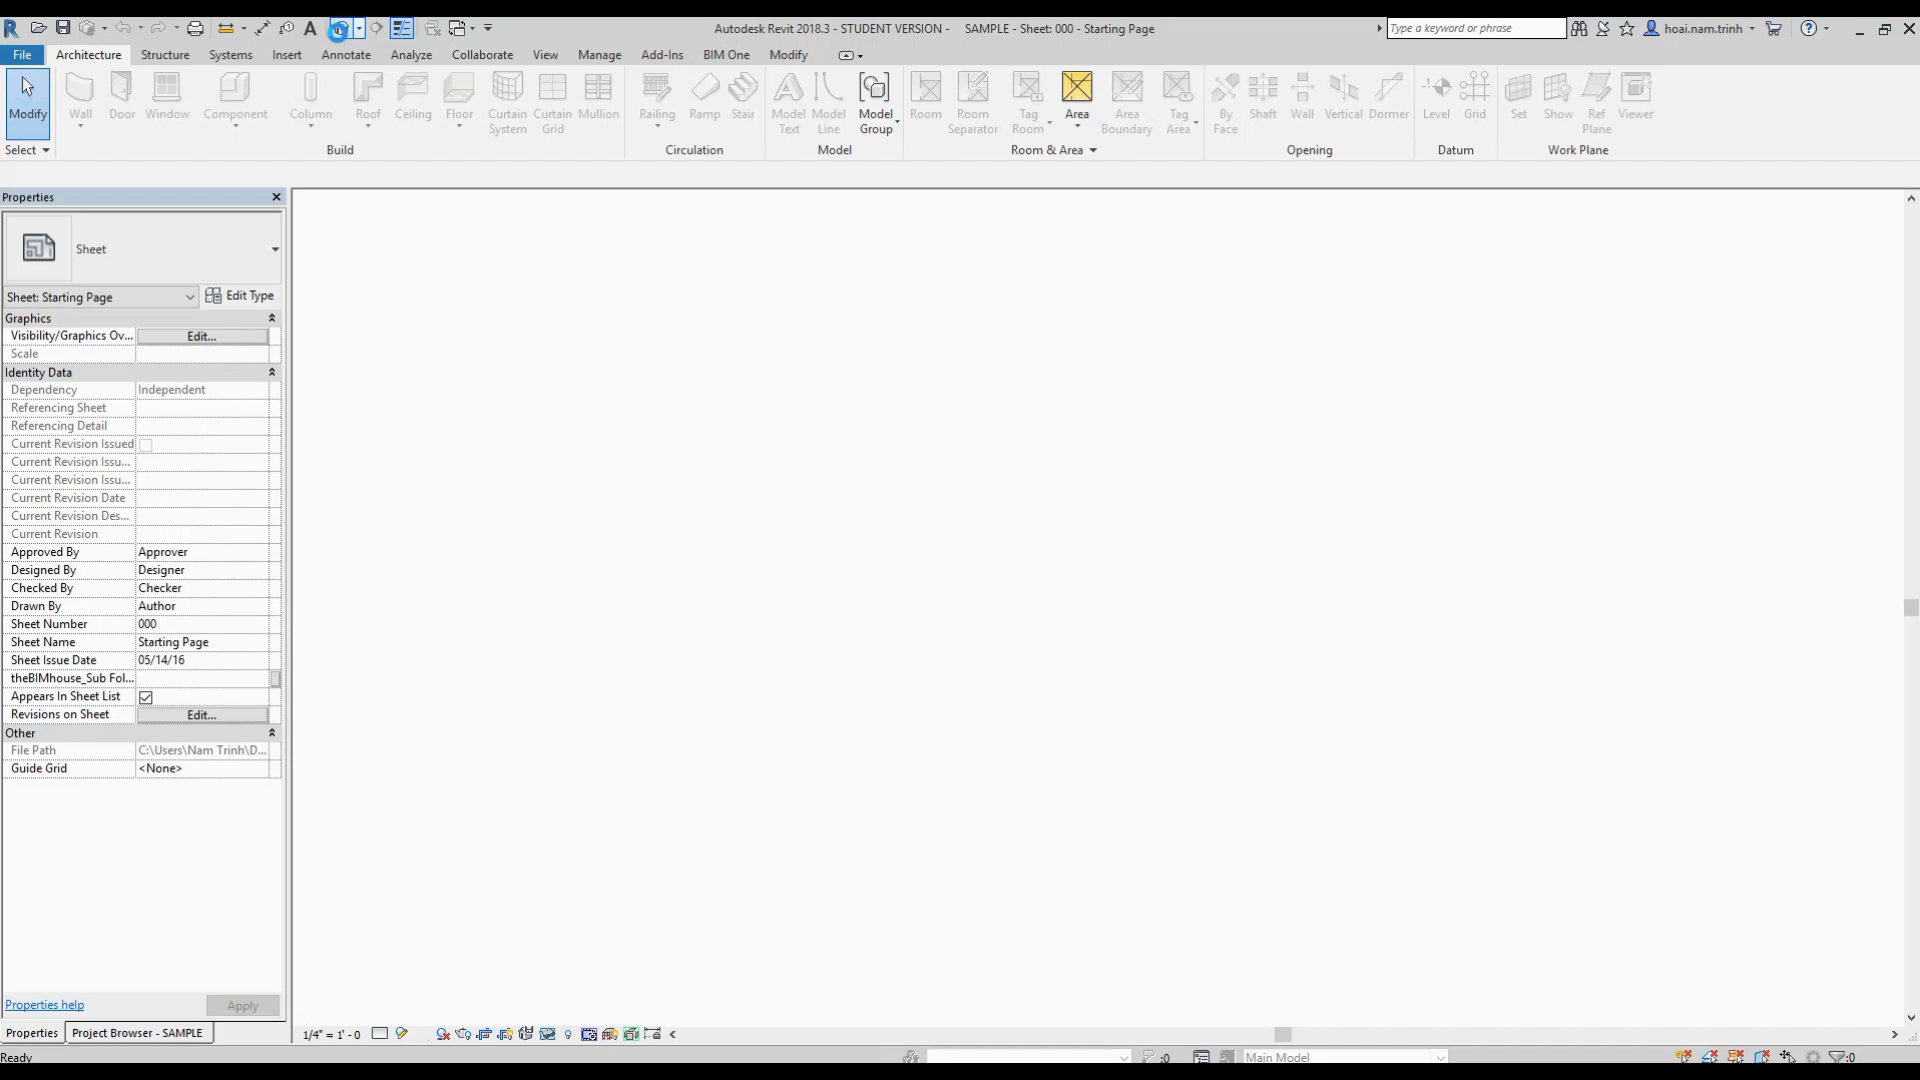 Autodesk Revit 2018.3 - STUDENT VERSION - SAMPLE - Sheet: 000 - Starting Page
Type a keyword or phrase
hoai.nam.trinh
File Architecture Structure Systems Insert Annotate Analyze Collaborate View Manage Add-Ins BIM One Modify
Modify Wall Door Window Component Column Roof Ceiling Floor Curtain System Curtain Grid Mullion Railing Ramp Stair Model Text Model Line Model Group Room Room Separator Tag Room Area Area Boundary Tag Area By Face Shaft Wall Vertical Dormer Level Grid Set Show Ref Plane Viewer
Select Build Circulation Model Room & Area Opening Datum Work Plane
Properties
Sheet
Sheet: Starting Page Edit Type
Graphics
Visibility/Graphics Ov... Edit...
Scale
Identity Data
Dependency Independent
Referencing Sheet
Referencing Detail
Current Revision Issued
Current Revision Issu...
Current Revision Issu...
Current Revision Date
Current Revision Des...
Current Revision
Approved By Approver
Designed By Designer
Checked By Checker
Drawn By Author
Sheet Number 000
Sheet Name Starting Page
Sheet Issue Date 05/14/16
theBIMhouse_Sub Fol...
Appears In Sheet List
Revisions on Sheet Edit...
Other
File Path C:\Users\Nam Trinh\D...
Guide Grid <None>
Properties help Apply
Properties Project Browser - SAMPLE
1/4" = 1' - 0
Ready :0 Main Model :0